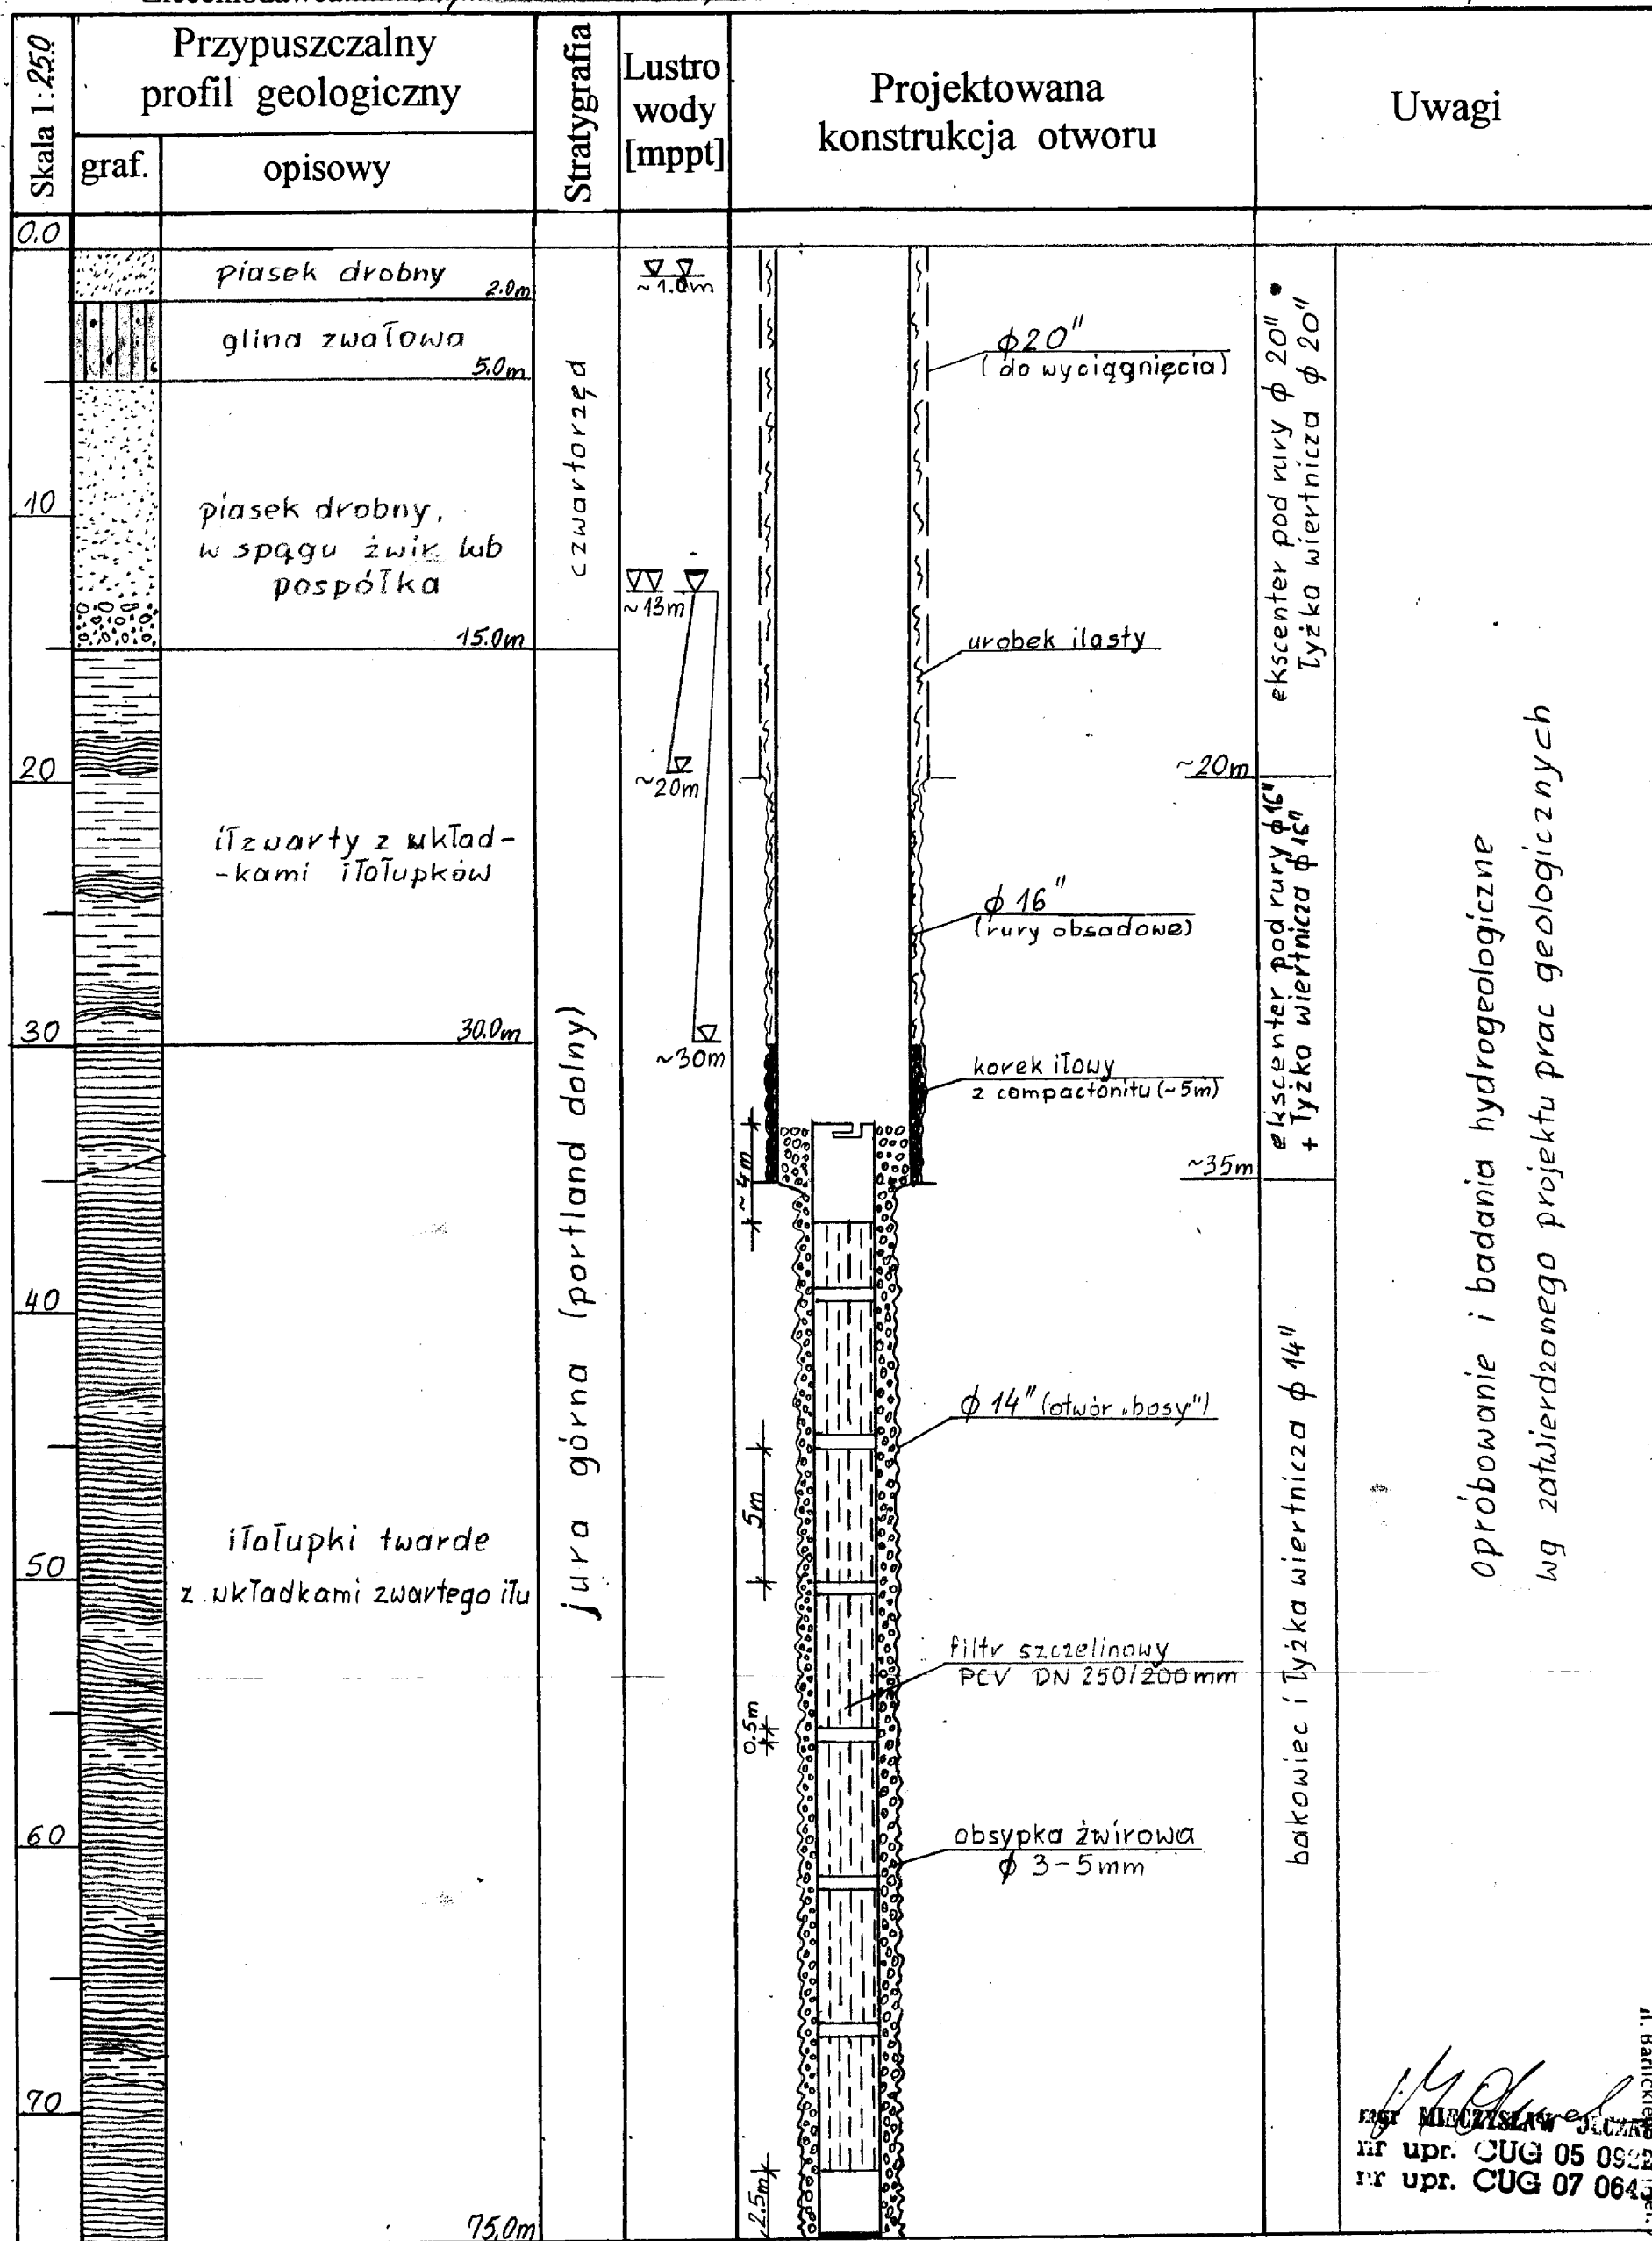 Skala 1:250
Przypuszczalny
profil geologiczny
graf.
opisowy
Stratygrafia
Lustro
wody
[mppt]
Projektowana
konstrukcja otworu
Uwagi
0.0
piasek drobny
2.0m
~1.0m
glina zwałowa
5.0m
φ20"
(do wyciągnięcia)
ekscenter pod rury φ 20"
łyżka wiertnicza φ 20"
czwartorzęd
10
piasek drobny,
w spągu żwir lub
pospółka
~13m
15.0m
urobek ilasty
20
~20m
~20m
ił zwarty z wkład-
-kami iłołupków
φ 16"
(rury obsadowe)
ekscenter pod rury φ 16"
+ łyżka wiertnicza φ 16"
30
30.0m
~30m
korek iłowy
z compactonitu (~5m)
~4m
~35m
jura górna (portland dolny)
40
φ 14" (otwór „bosy")
5m
iłołupki twarde
z wkładkami zwartego iłu
50
filtr szczelinowy
PCV DN 250/200mm
0.5m
bakowiec i łyżka wiertnicza φ 14"
60
obsypka żwirowa
φ 3-5mm
opróbowanie i badania hydrogeologiczne
wg zatwierdzonego projektu prac geologicznych
70
2.5m
75.0m
mgr MIECZYSŁAW
nr upr. CUG 05
nr upr. CUG 07